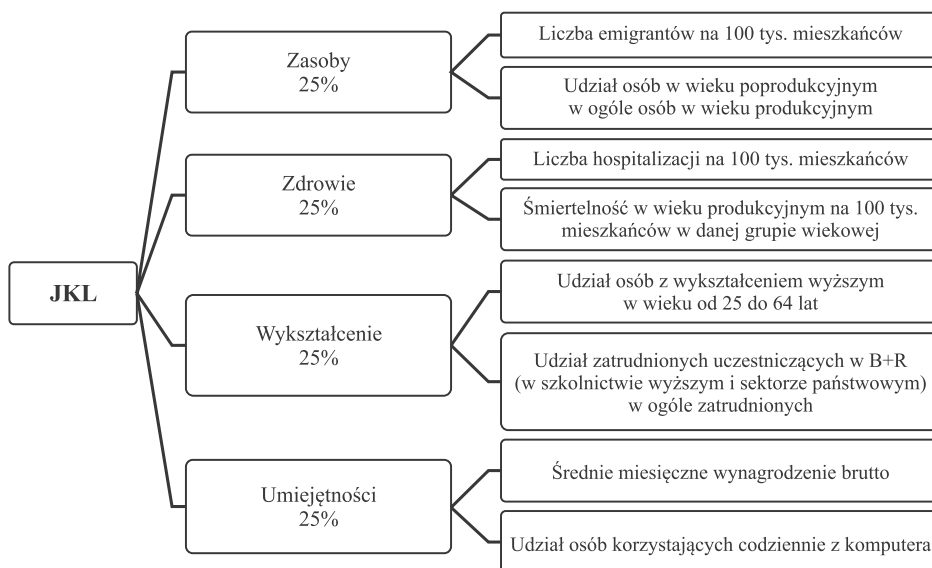 JKL
Zasoby
25%
Liczba emigrantów na 100 tys. mieszkańców
Udział osób w wieku poprodukcyjnym
w ogóle osób w wieku produkcyjnym
Zdrowie
25%
Liczba hospitalizacji na 100 tys. mieszkańców
Śmiertelność w wieku produkcyjnym na 100 tys.
mieszkańców w danej grupie wiekowej
Wykształcenie
25%
Udział osób z wykształceniem wyższym
w wieku od 25 do 64 lat
Udział zatrudnionych uczestniczących w B+R
(w szkolnictwie wyższym i sektorze państwowym)
w ogóle zatrudnionych
Umiejętności
25%
Średnie miesięczne wynagrodzenie brutto
Udział osób korzystających codziennie z komputera